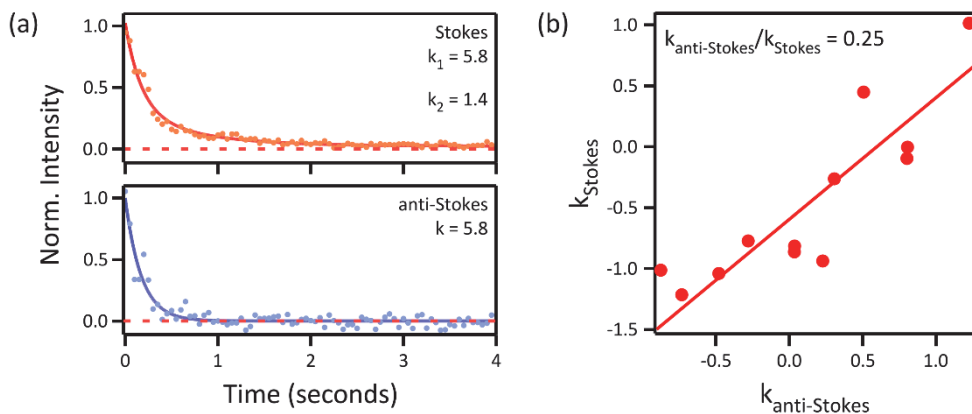 (a)
Norm. Intensity
1.0
0.5
0.0
Stokes
k1 = 5.8
k2 = 1.4
1.0
0.5
0.0
anti-Stokes
k = 5.8
0
1
2
3
4
Time (seconds)
(b)
kStokes
1.0
0.5
0.0
-0.5
-1.0
-1.5
kanti-Stokes/kStokes = 0.25
-0.5
0.0
0.5
1.0
kanti-Stokes